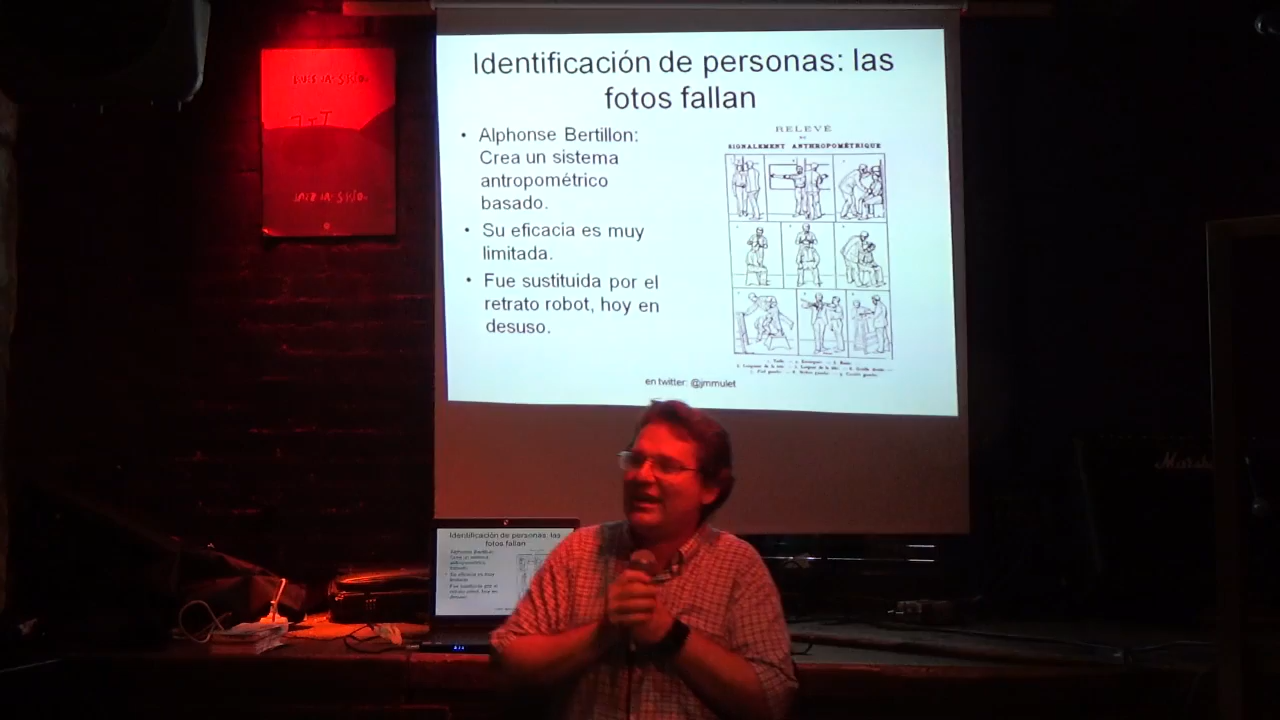 Identificación de personas: las
fotos fallan
• Alphonse Bertillon:
Crea un sistema
antropométrico
basado.
• Su eficacia es muy
limitada.
• Fue sustituida por el
retrato robot, hoy en
desuso.
RELEVÉ
SIGNALEMENT ANTHROPOMÉTRIQUE
en twitter: @jmmulet
Marshall
Identificación de personas: las
fotos fallan